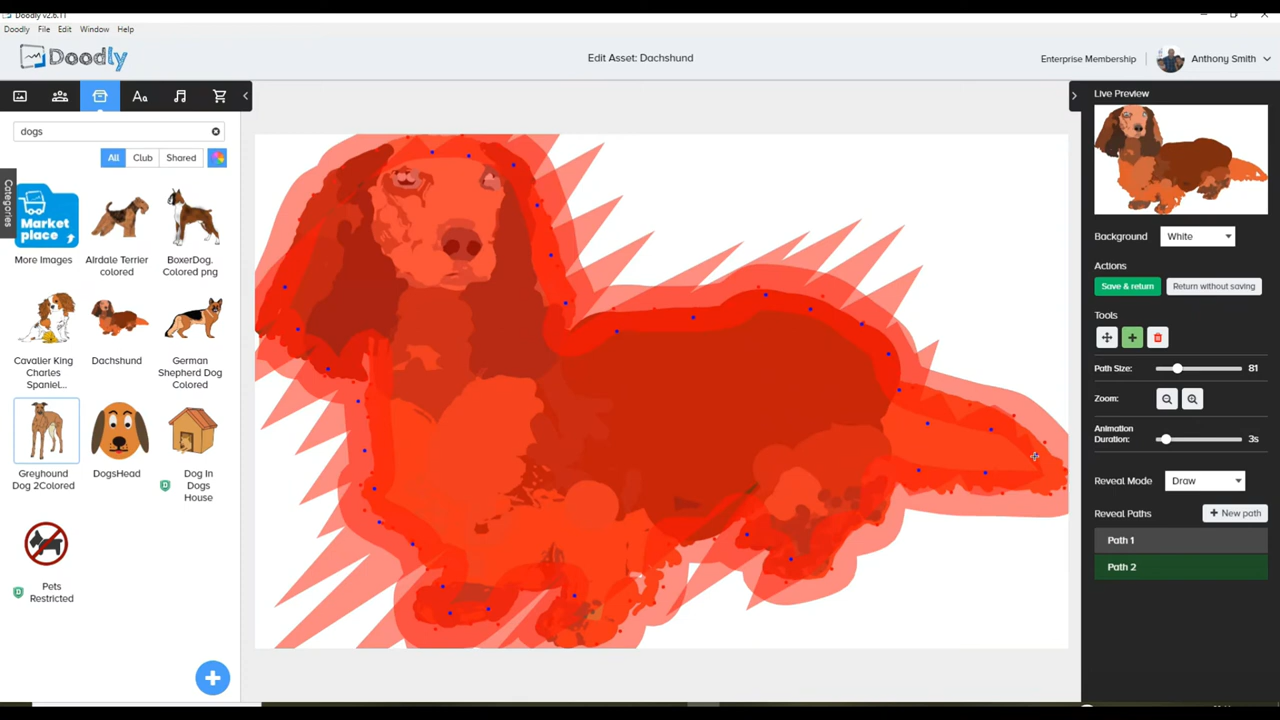 Doodly v2.6.11
Doodly File Edit Window Help
Doodly
Edit Asset: Dachshund
Enterprise Membership
Anthony Smith
dogs
All Club Shared
Categories
Market
place
More Images
Airdale Terrier
colored
BoxerDog.
Colored png
Cavalier King
Charles
Spaniel...
Dachshund
German
Shepherd Dog
Colored
Greyhound
Dog 2Colored
DogsHead
Dog In
Dogs
House
Pets
Restricted
Live Preview
Background White
Actions
Save & return Return without saving
Tools
Path Size: 81
Zoom:
Animation
Duration: 3s
Reveal Mode Draw
Reveal Paths + New path
Path 1
Path 2